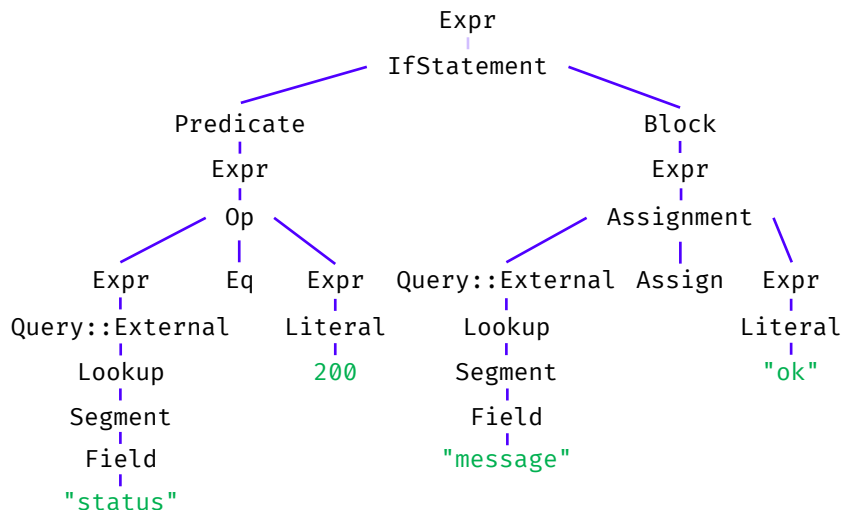 Expr
IfStatement
Predicate Block
Expr Expr
Op Assignment
Expr Eq Expr Query::External Assign Expr
Query::External Literal Lookup Literal
Lookup 200 Segment "ok"
Segment Field
Field "message"
"status"